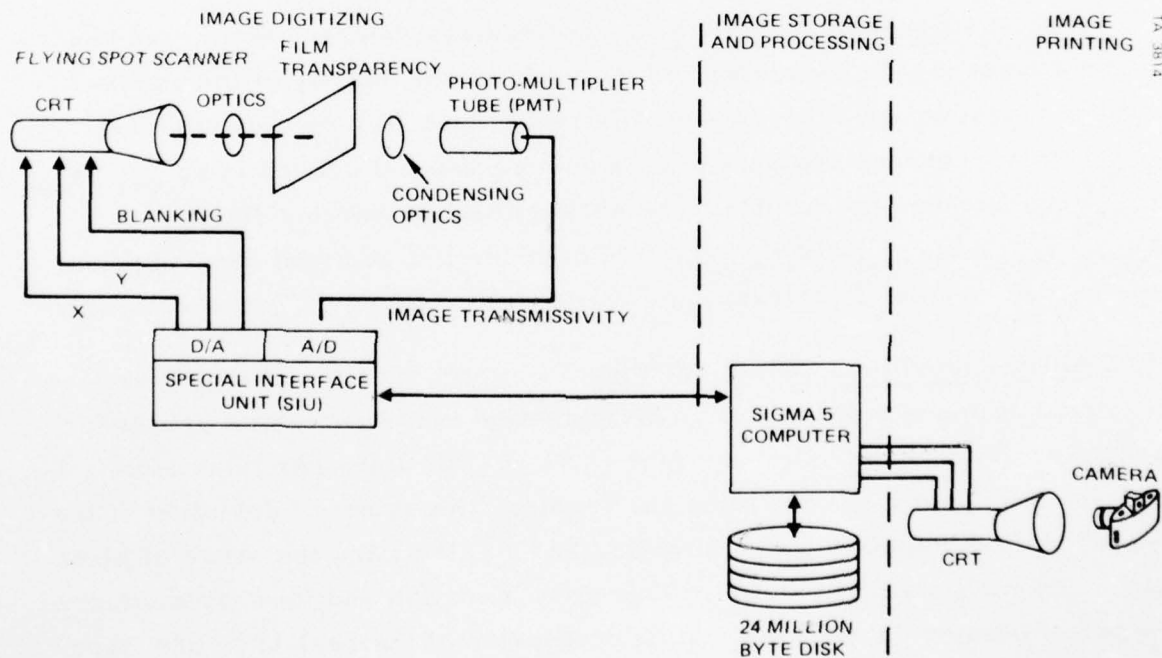 IMAGE DIGITIZING
FLYING SPOT SCANNER
CRT
OPTICS
FILM
TRANSPARENCY
PHOTO-MULTIPLIER
TUBE (PMT)
CONDENSING
OPTICS
BLANKING
Y
X
IMAGE TRANSMISSIVITY
D/A
A/D
SPECIAL INTERFACE
UNIT (SIU)
IMAGE STORAGE
AND PROCESSING
SIGMA 5
COMPUTER
24 MILLION
BYTE DISK
IMAGE
PRINTING
CRT
CAMERA
3814